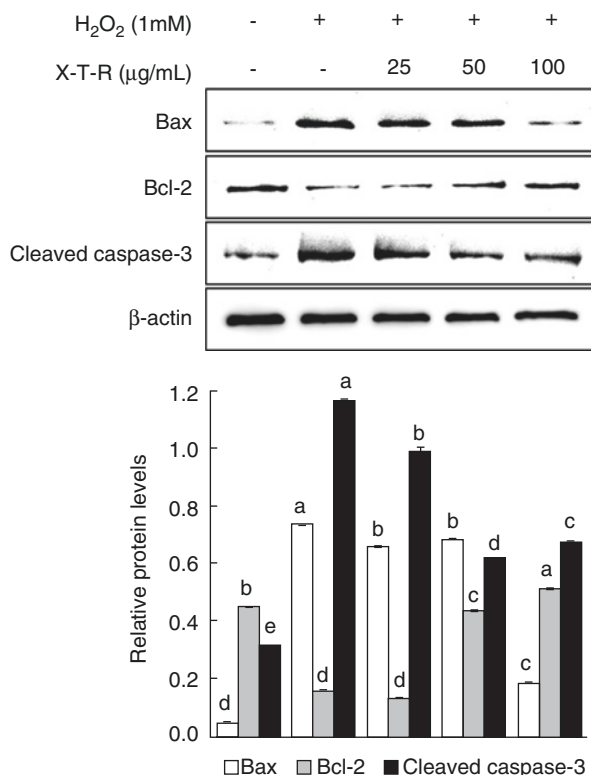 H₂O₂ (1mM) - + + + +
X-T-R (μg/mL) - - 25 50 100
Bax
Bcl-2
Cleaved caspase-3
β-actin
Relative protein levels
1.2
1.0
0.8
0.6
0.4
0.2
0.0
d b e
a d a
b d b
b c d
c a c
Bax Bcl-2 Cleaved caspase-3